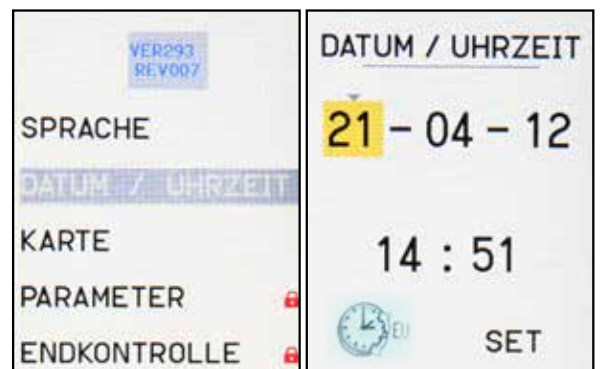 VER293
REV007
SPRACHE
DATUM / UHRZEIT
KARTE
PARAMETER
ENDKONTROLLE
DATUM / UHRZEIT
21 - 04 - 12
14 : 51
EU
SET